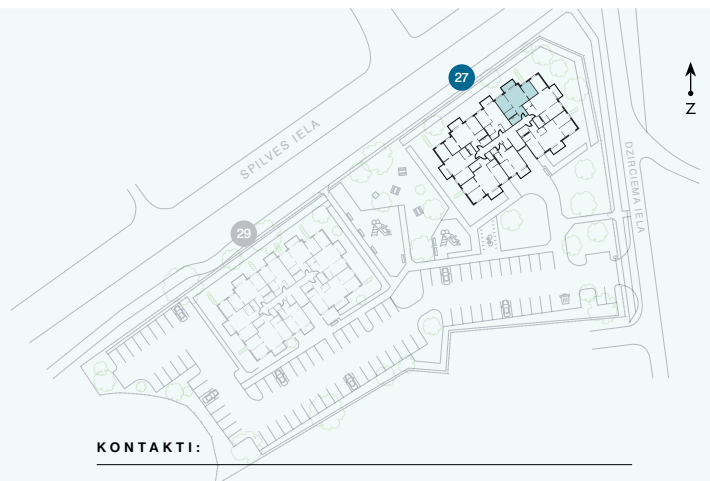 27
Z
SPILVES IELA
DZIRCIEMA IELA
29
KONTAKTI: